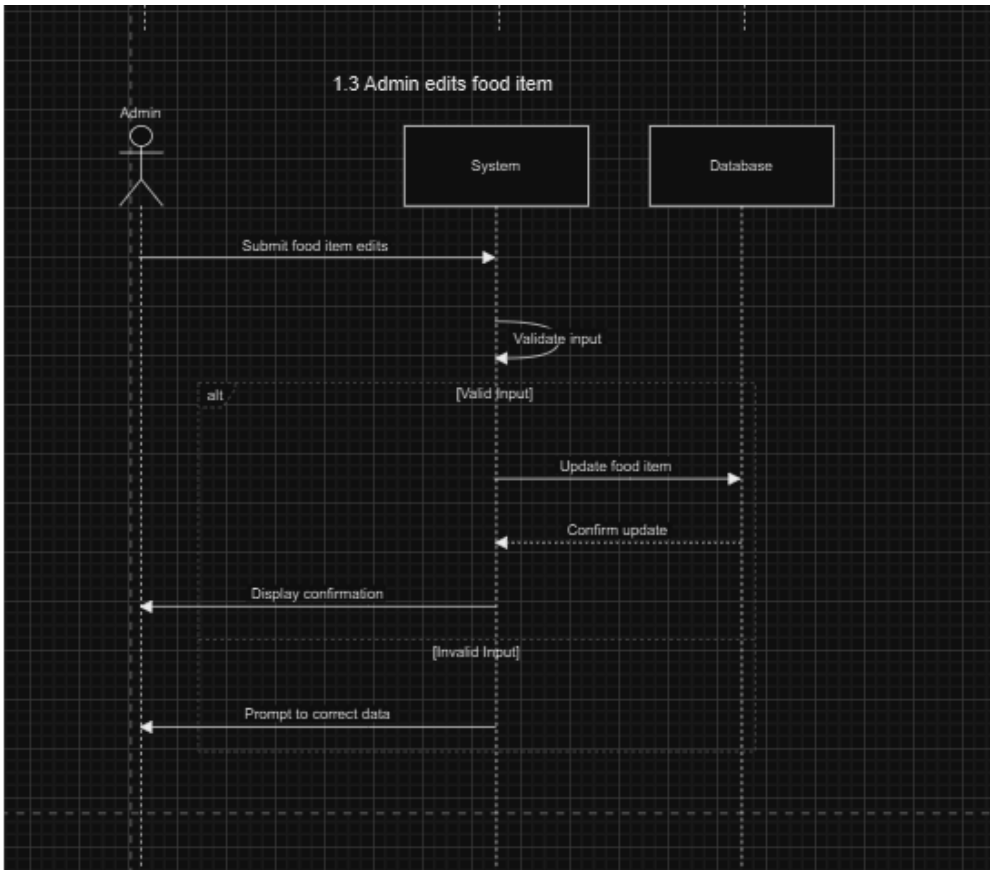 1.3 Admin edits food item
Admin
System
Database
Submit food item edits
Validate input
alt
[Valid Input]
Update food item
Confirm update
Display confirmation
[Invalid Input]
Prompt to correct data